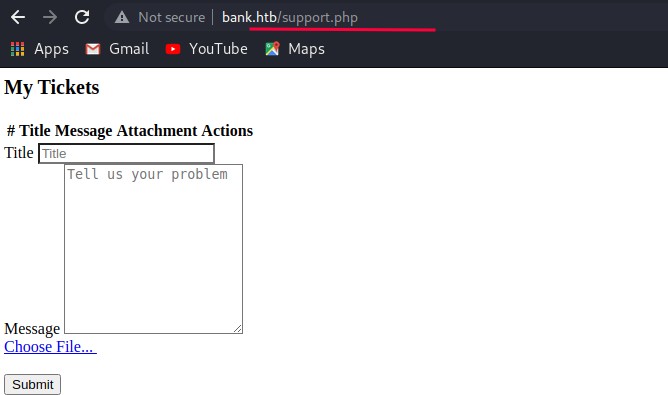 Not secure | bank.htb/support.php
Apps Gmail YouTube Maps
My Tickets
# Title Message Attachment Actions
Title Title
Tell us your problem
Message
Choose File...
Submit